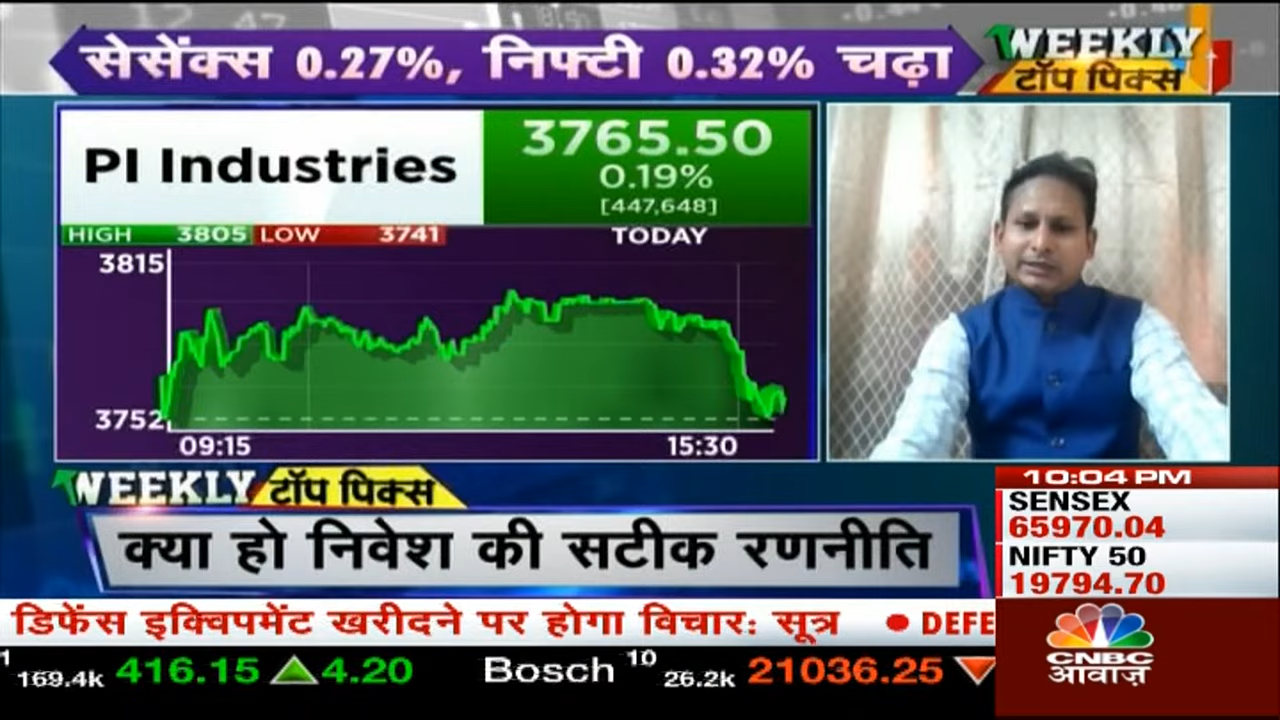 सेसेंक्स 0.27%, निफ्टी 0.32% चढ़ा
WEEKLY
टॉप पिक्स
PI Industries
3765.50
0.19%
[447,648]
HIGH 3805 LOW 3741
TODAY
3815
3752
09:15 15:30
WEEKLY टॉप पिक्स
क्या हो निवेश की सटीक रणनीति
10:04 PM
SENSEX
65970.04
NIFTY 50
19794.70
डिफेंस इक्विपमेंट खरीदने पर होगा विचार: सूत्र ● DEFE
1 169.4k 416.15 ▲ 4.20 Bosch 10 26.2k 21036.25 ▼
CNBC
आवाज़